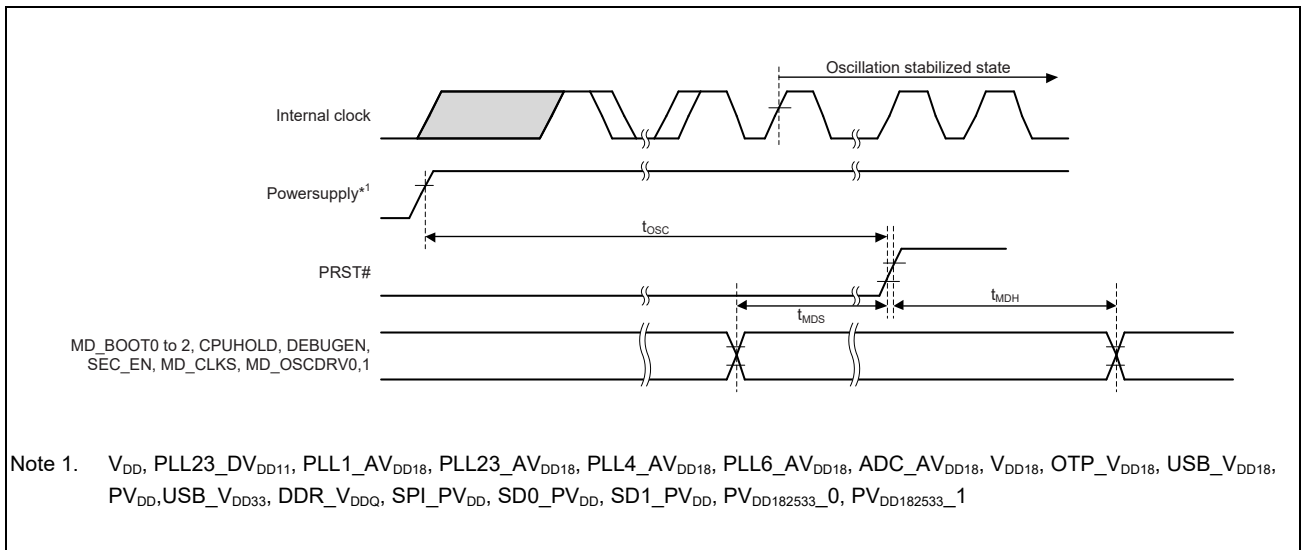 Oscillation stabilized state
Internal clock
Powersupply*1
tOSC
PRST#
tMDS
tMDH
MD_BOOT0 to 2, CPUHOLD, DEBUGEN,
SEC_EN, MD_CLKS, MD_OSCDRV0,1
Note 1. VDD, PLL23_DVDD11, PLL1_AVDD18, PLL23_AVDD18, PLL4_AVDD18, PLL6_AVDD18, ADC_AVDD18, VDD18, OTP_VDD18, USB_VDD18,
PVDD,USB_VDD33, DDR_VDDQ, SPI_PVDD, SD0_PVDD, SD1_PVDD, PVDD182533_0, PVDD182533_1